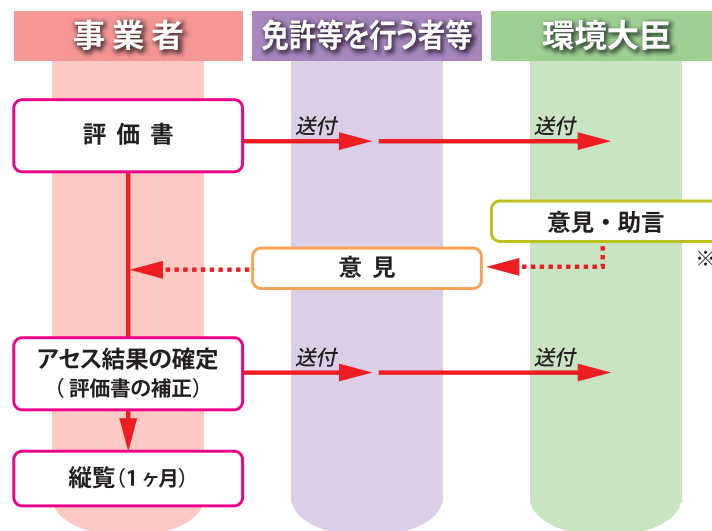 事業者
免許等を行う者等
環境大臣
評価書
送付
送付
意見・助言
※
意見
アセス結果の確定
（評価書の補正）
送付
送付
縦覧（1ヶ月）